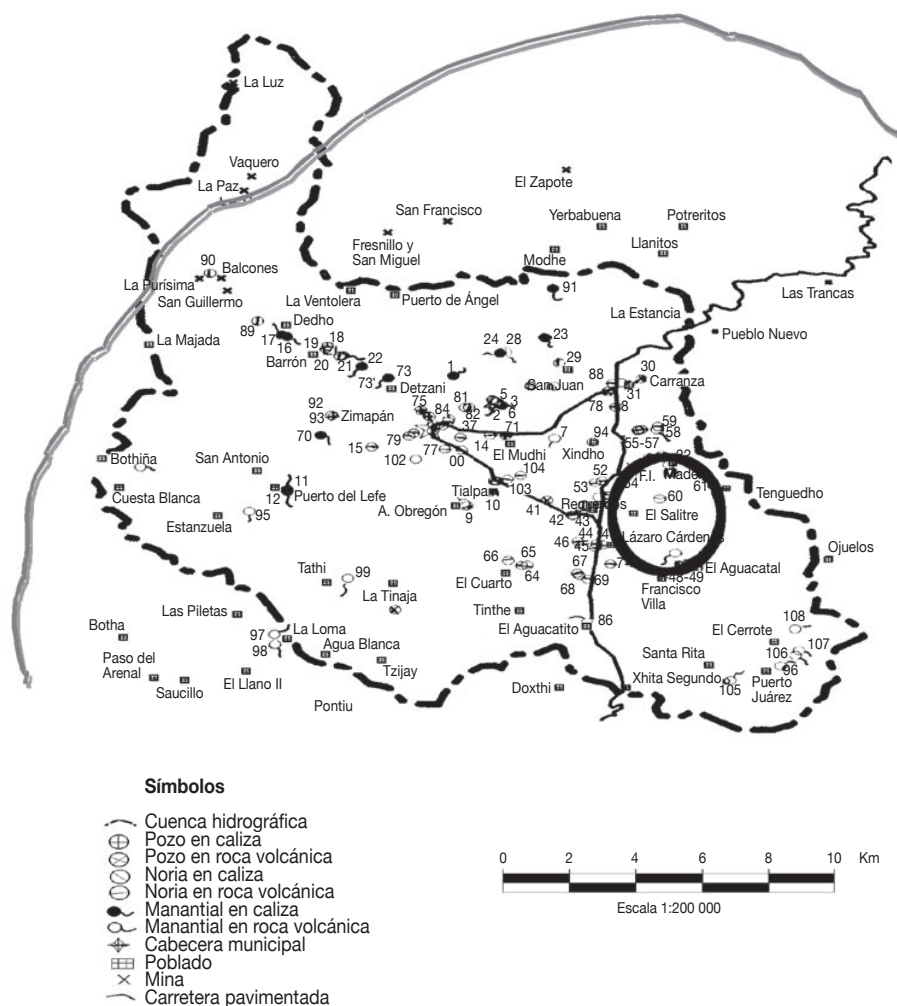 La Luz
Vaquero
La Paz
El Zapote
San Francisco
Yerbabuena
Potreritos
Fresnillo y
San Miguel
Llanitos
Modhe
90
Balcones
La Purísima
San Guillermo
91
La Ventolera
Puerto de Ángel
Las Trancas
La Estancia
Pueblo Nuevo
89
Dedho
La Majada
17
16
19
18
Barrón
20
21
22
24
28
23
29
73
73'
1
Detzani
San Juan
88
30
Carranza
31
78
8
92
93
Zimapán
75
84
81
82
5
3
2
6
70
15
79
77
37
00
14
71
El Mudhi
7
94
Xindho
59
58
55-57
Bothiña
San Antonio
102
104
103
Tialpan
10
52
53
F.I. Madero
60
61
Tenguedho
Cuesta Blanca
11
12
Puerto del Lefe
Estanzuela
95
A. Obregón
9
41
42
43
El Salitre
44
46
45
Lázaro Cárdenas
El Aguacatal
48-49
Francisco
Villa
Ojuelos
66
65
64
67
68
69
Tathi
99
La Tinaja
El Cuarto
Tinthe
El Aguacatito
86
Las Piletas
Botha
97
98
La Loma
Agua Blanca
Tzijay
Paso del
Arenal
Saucillo
El Llano II
Pontiu
Doxthi
Xhita Segundo
Santa Rita
El Cerrote
108
107
106
96
105
Puerto
Juárez
Símbolos
Cuenca hidrográfica
Pozo en caliza
Pozo en roca volcánica
Noria en caliza
Noria en roca volcánica
Manantial en caliza
Manantial en roca volcánica
Cabecera municipal
Poblado
Mina
Carretera pavimentada
0 2 4 6 8 10 Km
Escala 1:200 000